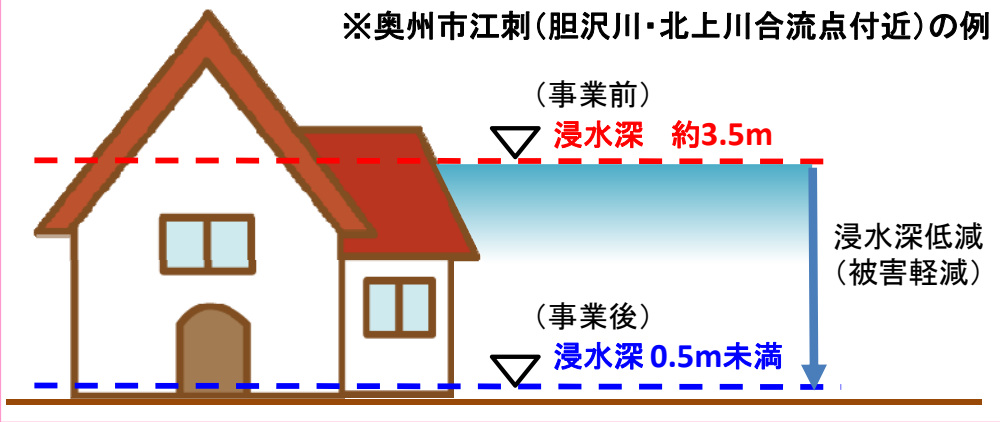 ※奥州市江刺（胆沢川・北上川合流点付近）の例
（事業前）
浸水深　約3.5m
浸水深低減
（被害軽減）
（事業後）
浸水深 0.5m未満